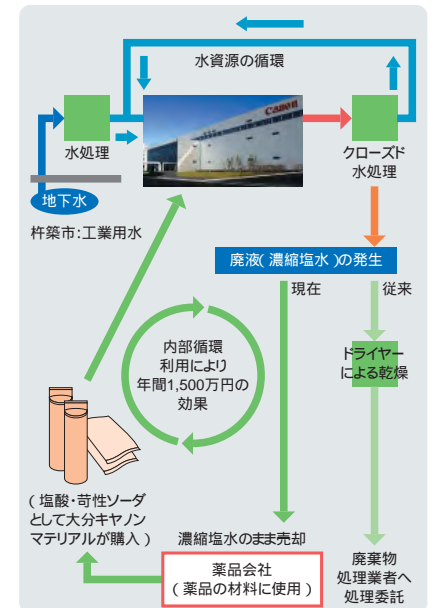 水資源の循環
Canon
水処理
クローズド
水処理
地下水
杵築市:工業用水
廃液(濃縮塩水)の発生
現在
従来
内部循環
利用により
年間1,500万円の
効果
ドライヤー
による乾燥
(塩酸・苛性ソーダ
として大分キヤノン
マテリアルが購入)
濃縮塩水のまま売却
薬品会社
(薬品の材料に使用)
廃棄物
処理業者へ
処理委託